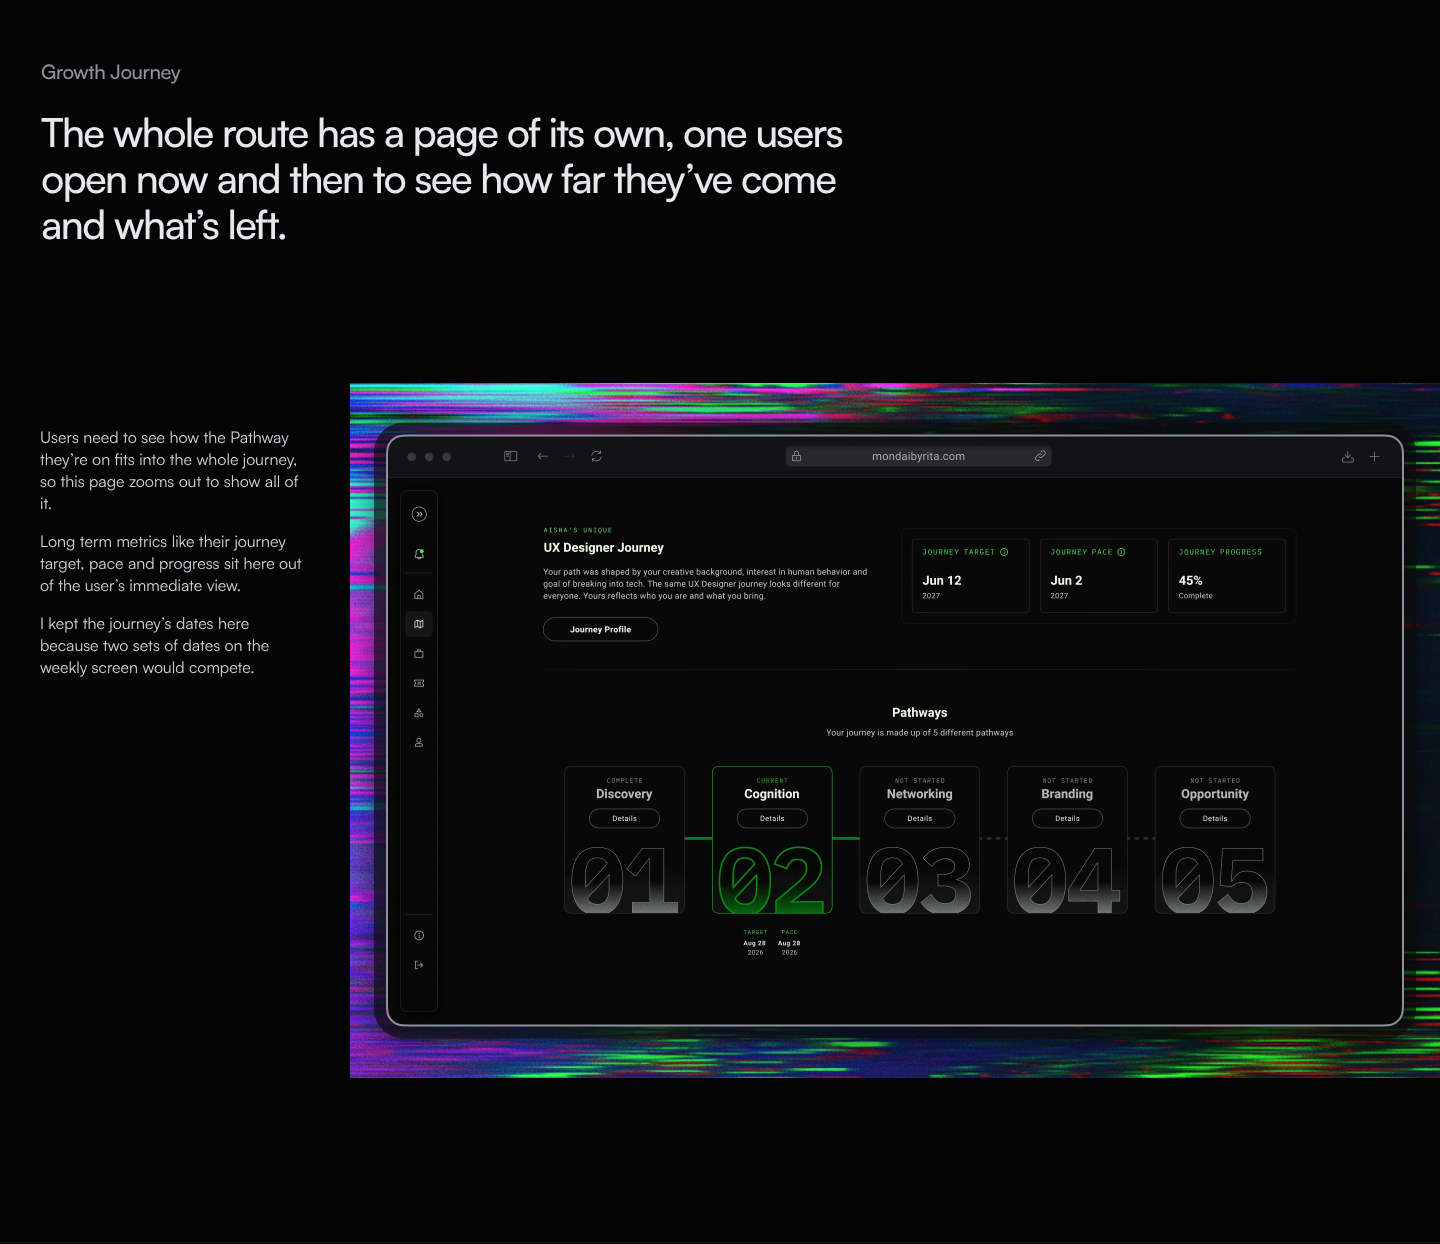 Growth Journey
The whole route has a page of its own, one users
open now and then to see how far they’ve come
and what’s left.
Users need to see how the Pathway
they’re on fits into the whole journey,
so this page zooms out to show all of
it.
Long term metrics like their journey
target, pace and progress sit here out
of the user’s immediate view.
I kept the journey’s dates here
because two sets of dates on the
weekly screen would compete.
mondaibyrita.com
AISHA'S UNIQUE
UX Designer Journey
Your path was shaped by your creative background, interest in human behavior and
goal of breaking into tech. The same UX Designer journey looks different for
everyone. Yours reflects who you are and what you bring.
Journey Profile
JOURNEY TARGET
Jun 12
2027
JOURNEY PACE
Jun 2
2027
JOURNEY PROGRESS
45%
Complete
Pathways
Your journey is made up of 5 different pathways
COMPLETE
Discovery
Details
01
CURRENT
Cognition
Details
02
TARGET PACE
Aug 28 Aug 28
2026 2026
NOT STARTED
Networking
Details
03
NOT STARTED
Branding
Details
04
NOT STARTED
Opportunity
Details
05